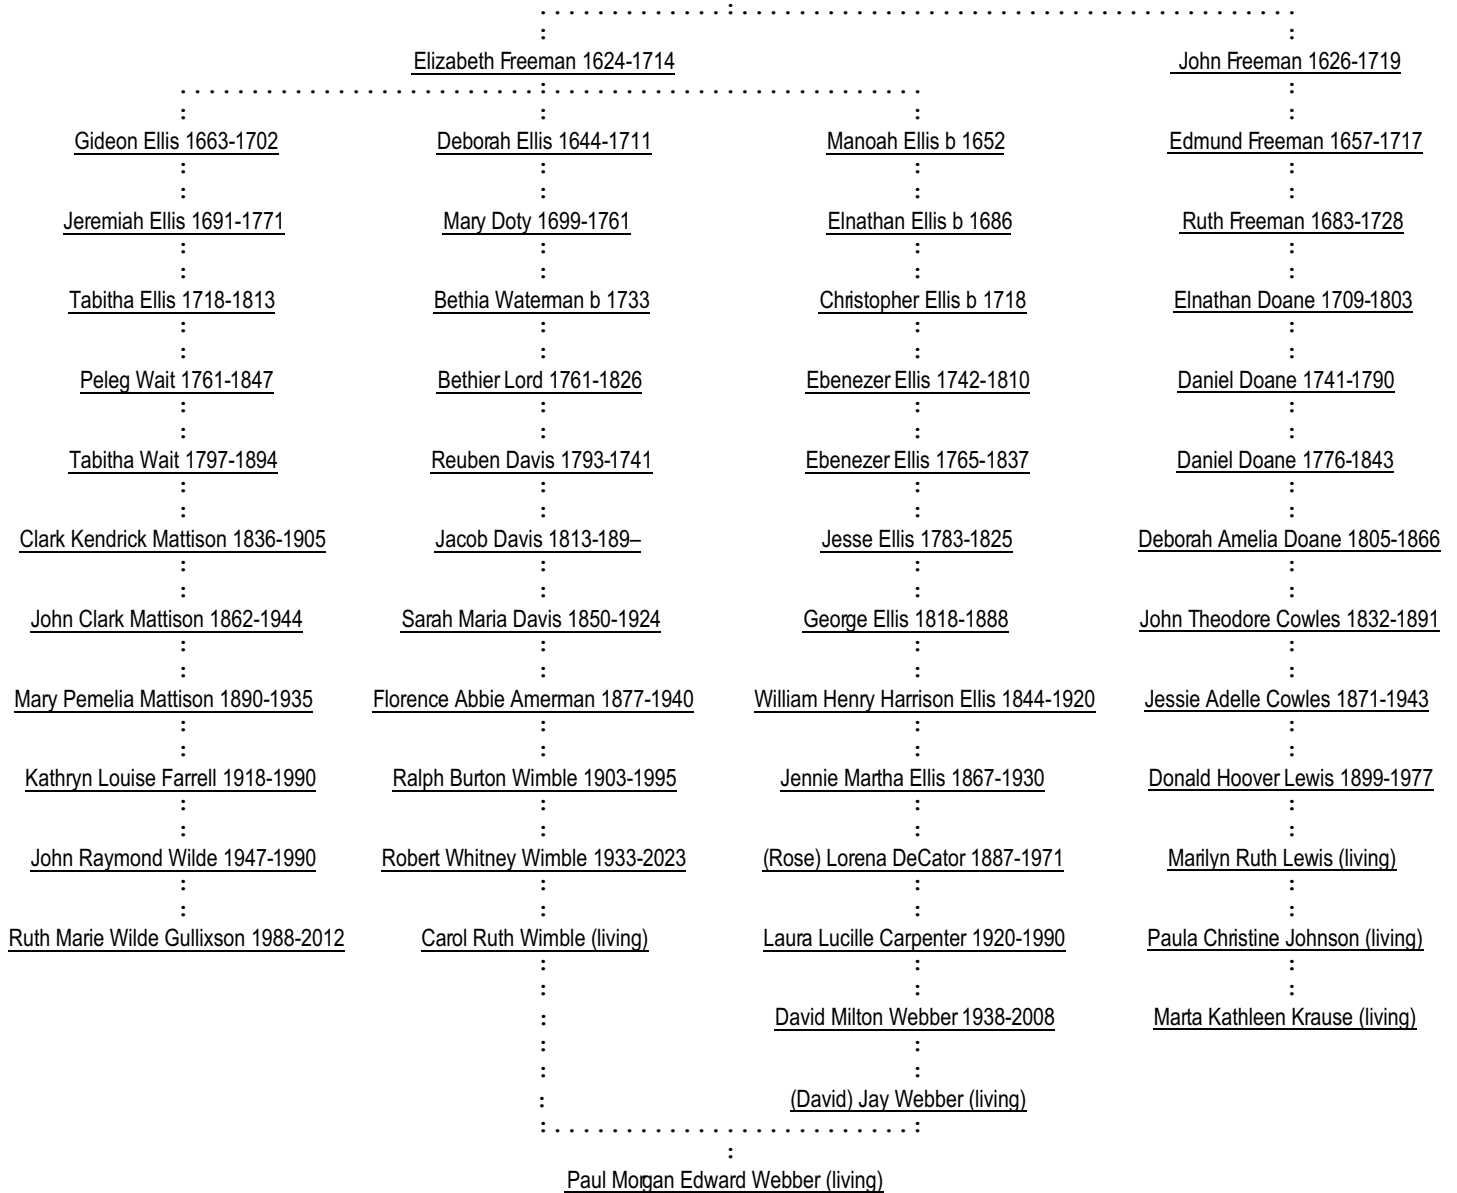 Elizabeth Freeman 1624-1714 John Freeman 1626-1719
Gideon Ellis 1663-1702 Deborah Ellis 1644-1711 Manoah Ellis b 1652 Edmund Freeman 1657-1717
Jeremiah Ellis 1691-1771 Mary Doty 1699-1761 Elnathan Ellis b 1686 Ruth Freeman 1683-1728
Tabitha Ellis 1718-1813 Bethia Waterman b 1733 Christopher Ellis b 1718 Elnathan Doane 1709-1803
Peleg Wait 1761-1847 Bethier Lord 1761-1826 Ebenezer Ellis 1742-1810 Daniel Doane 1741-1790
Tabitha Wait 1797-1894 Reuben Davis 1793-1741 Ebenezer Ellis 1765-1837 Daniel Doane 1776-1843
Clark Kendrick Mattison 1836-1905 Jacob Davis 1813-189– Jesse Ellis 1783-1825 Deborah Amelia Doane 1805-1866
John Clark Mattison 1862-1944 Sarah Maria Davis 1850-1924 George Ellis 1818-1888 John Theodore Cowles 1832-1891
Mary Pemelia Mattison 1890-1935 Florence Abbie Amerman 1877-1940 William Henry Harrison Ellis 1844-1920 Jessie Adelle Cowles 1871-1943
Kathryn Louise Farrell 1918-1990 Ralph Burton Wimble 1903-1995 Jennie Martha Ellis 1867-1930 Donald Hoover Lewis 1899-1977
John Raymond Wilde 1947-1990 Robert Whitney Wimble 1933-2023 (Rose) Lorena DeCator 1887-1971 Marilyn Ruth Lewis (living)
Ruth Marie Wilde Gullixson 1988-2012 Carol Ruth Wimble (living) Laura Lucille Carpenter 1920-1990 Paula Christine Johnson (living)
David Milton Webber 1938-2008 Marta Kathleen Krause (living)
(David) Jay Webber (living)
Paul Morgan Edward Webber (living)